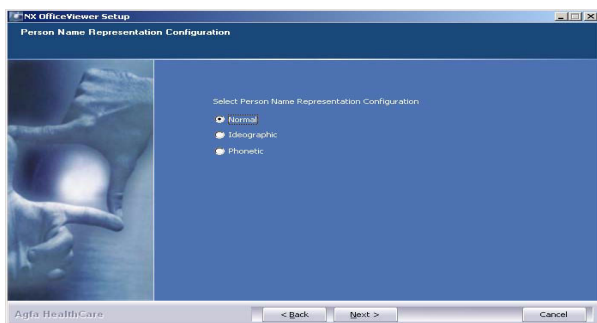 NX OfficeViewer Setup
Person Name Representation Configuration
Select Person Name Representation Configuration
Normal
Ideographic
Phonetic
Agfa HealthCare
< Back
Next >
Cancel